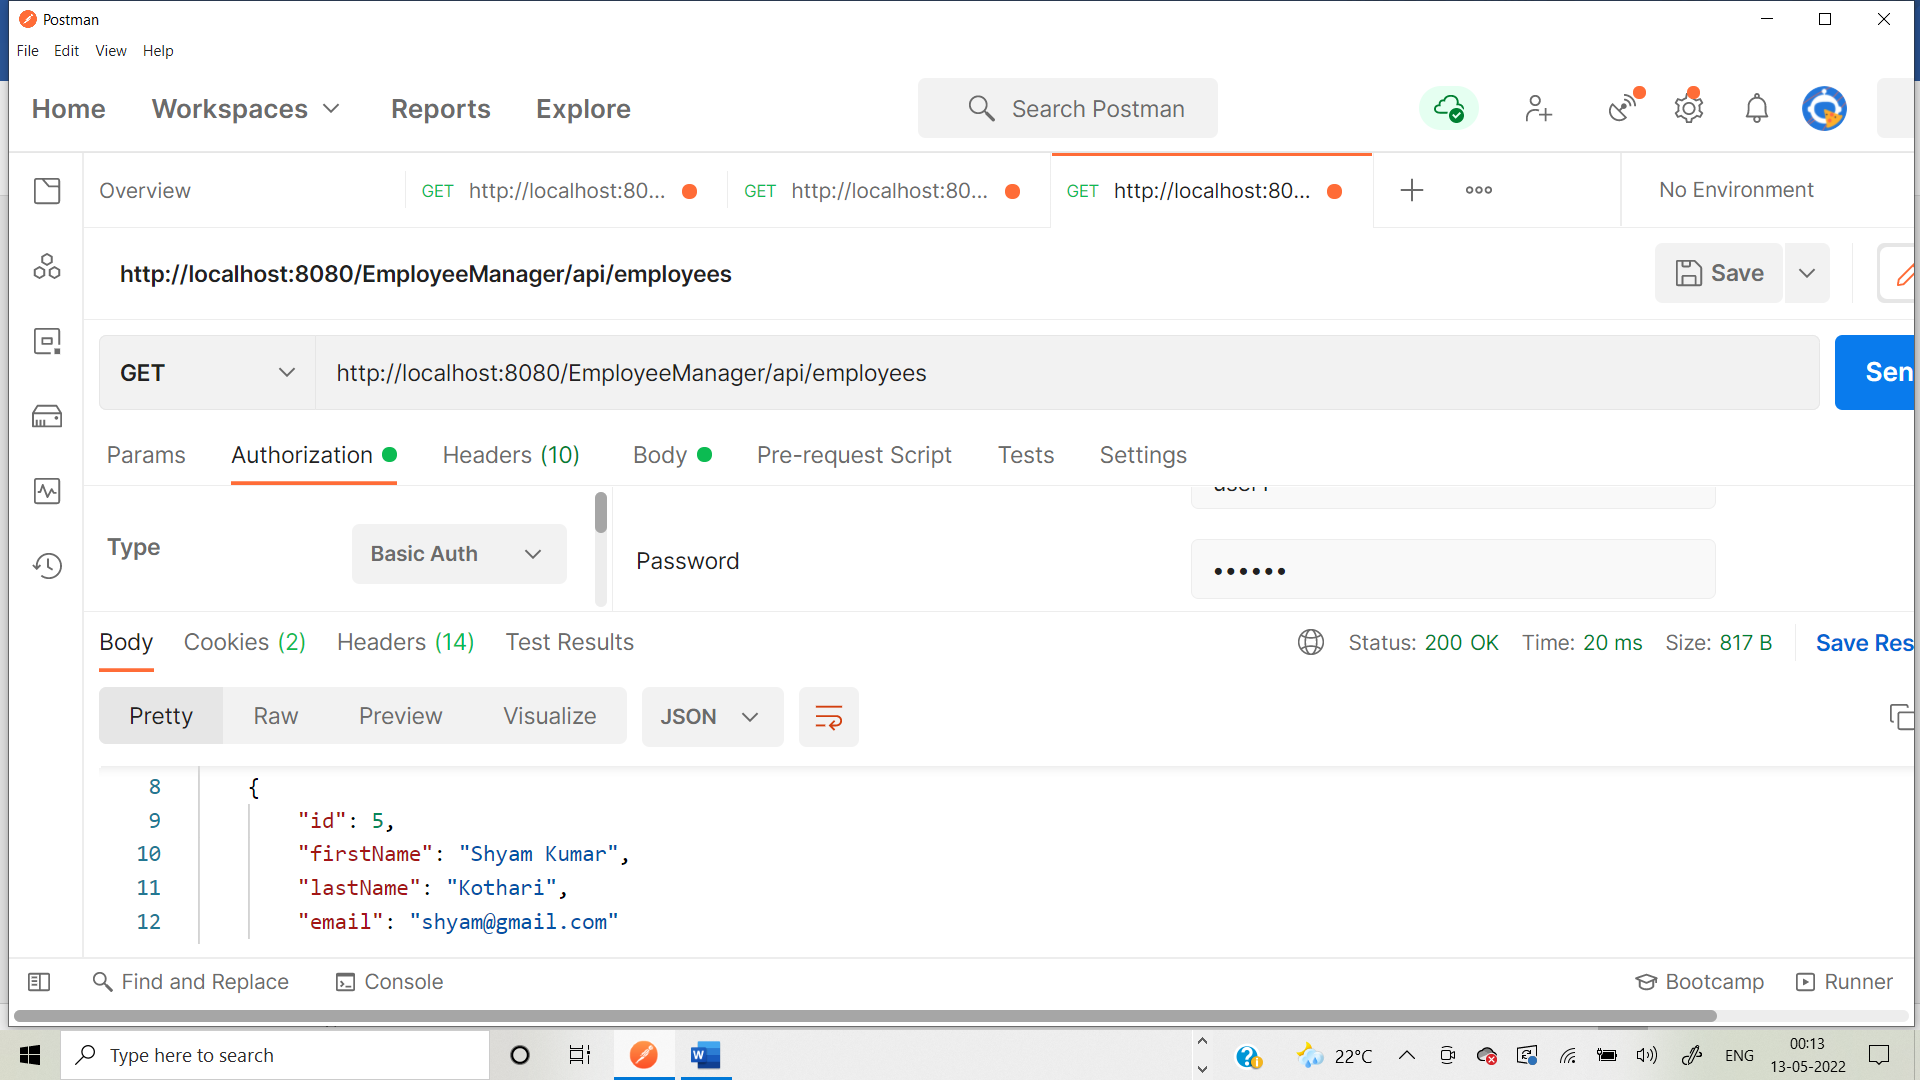 Postman
File Edit View Help
Home Workspaces Reports Explore Search Postman
Overview GET http://localhost:80... GET http://localhost:80... GET http://localhost:80... No Environment
http://localhost:8080/EmployeeManager/api/employees Save
GET http://localhost:8080/EmployeeManager/api/employees Sen
Params Authorization Headers (10) Body Pre-request Script Tests Settings
Type Basic Auth
Password ••••••
Body Cookies (2) Headers (14) Test Results Status: 200 OK Time: 20 ms Size: 817 B Save Res
Pretty Raw Preview Visualize JSON
8 {
9 "id": 5,
10 "firstName": "Shyam Kumar",
11 "lastName": "Kothari",
12 "email": "shyam@gmail.com"
Find and Replace Console Bootcamp Runner
Type here to search 22°C ENG 00:13
13-05-2022